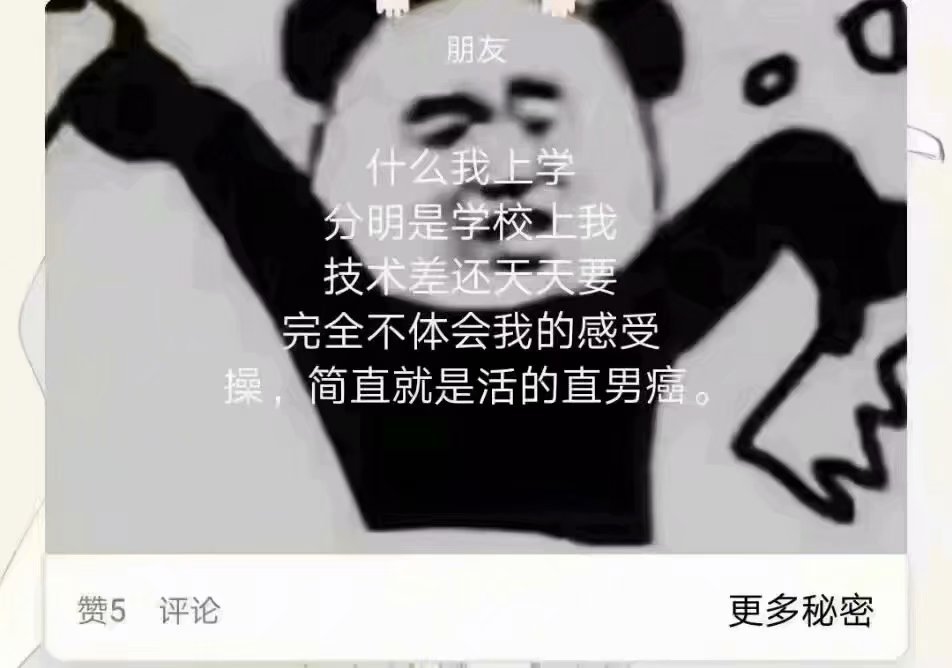 朋友
什么我上学
分明是学校上我
技术差还天天要
完全不体会我的感受
操，简直就是活的直男癌。
赞5 评论 更多秘密